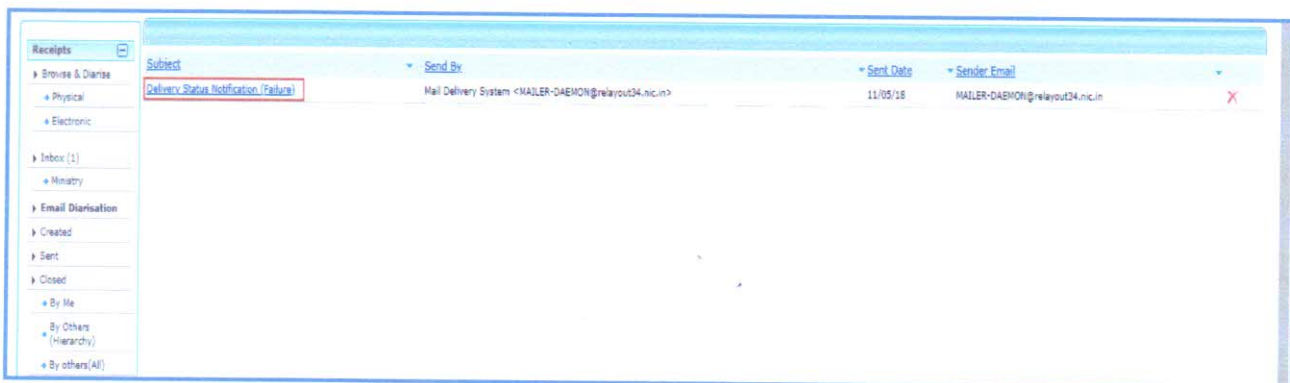 Receipts
Browse & Diarise
Physical
Electronic
Inbox (1)
Ministry
Email Diarisation
Created
Sent
Closed
By Me
By Others
(Hierarchy)
By others(All)
Subject Send By Sent Date Sender Email
Delivery Status Notification (Failure) Mail Delivery System <MAILER-DAEMON@relayout34.nic.in> 11/05/18 MAILER-DAEMON@relayout34.nic.in